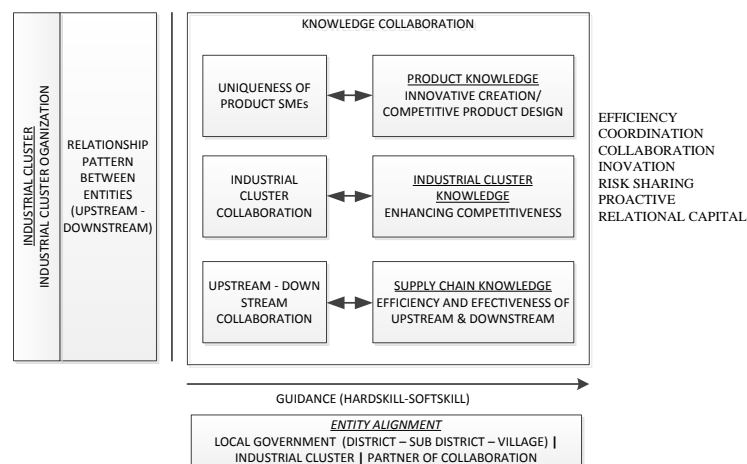 INDUSTRIAL CLUSTER
INDUSTRIAL CLUSTER OGANIZATION
RELATIONSHIP
PATTERN
BETWEEN
ENTITIES
(UPSTREAM -
DOWNSTREAM)
KNOWLEDGE COLLABORATION
UNIQUENESS OF
PRODUCT SMEs
PRODUCT KNOWLEDGE
INNOVATIVE CREATION/
COMPETITIVE PRODUCT DESIGN
INDUSTRIAL
CLUSTER
COLLABORATION
INDUSTRIAL CLUSTER
KNOWLEDGE
ENHANCING COMPETITIVENESS
UPSTREAM - DOWN
STREAM
COLLABORATION
SUPPLY CHAIN KNOWLEDGE
EFFICIENCY AND EFECTIVENESS OF
UPSTREAM & DOWNSTREAM
EFFICIENCY
COORDINATION
COLLABORATION
INOVATION
RISK SHARING
PROACTIVE
RELATIONAL CAPITAL
GUIDANCE (HARDSKILL-SOFTSKILL)
ENTITY ALIGNMENT
LOCAL GOVERNMENT (DISTRICT – SUB DISTRICT – VILLAGE) |
INDUSTRIAL CLUSTER | PARTNER OF COLLABORATION